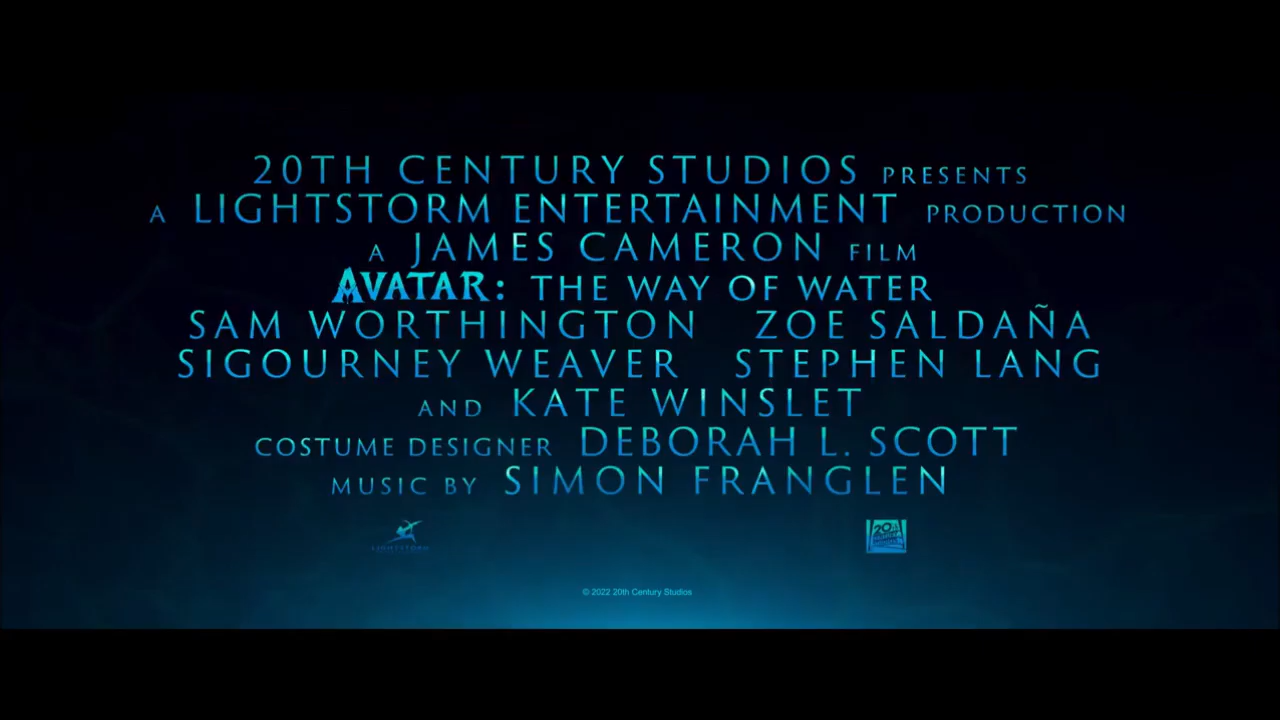 20TH CENTURY STUDIOS PRESENTS
A LIGHTSTORM ENTERTAINMENT PRODUCTION
A JAMES CAMERON FILM
AVATAR: THE WAY OF WATER
SAM WORTHINGTON ZOE SALDAÑA
SIGOURNEY WEAVER STEPHEN LANG
AND KATE WINSLET
COSTUME DESIGNER DEBORAH L. SCOTT
MUSIC BY SIMON FRANGLEN
LIGHTSTORM
20th
© 2022 20th Century Studios